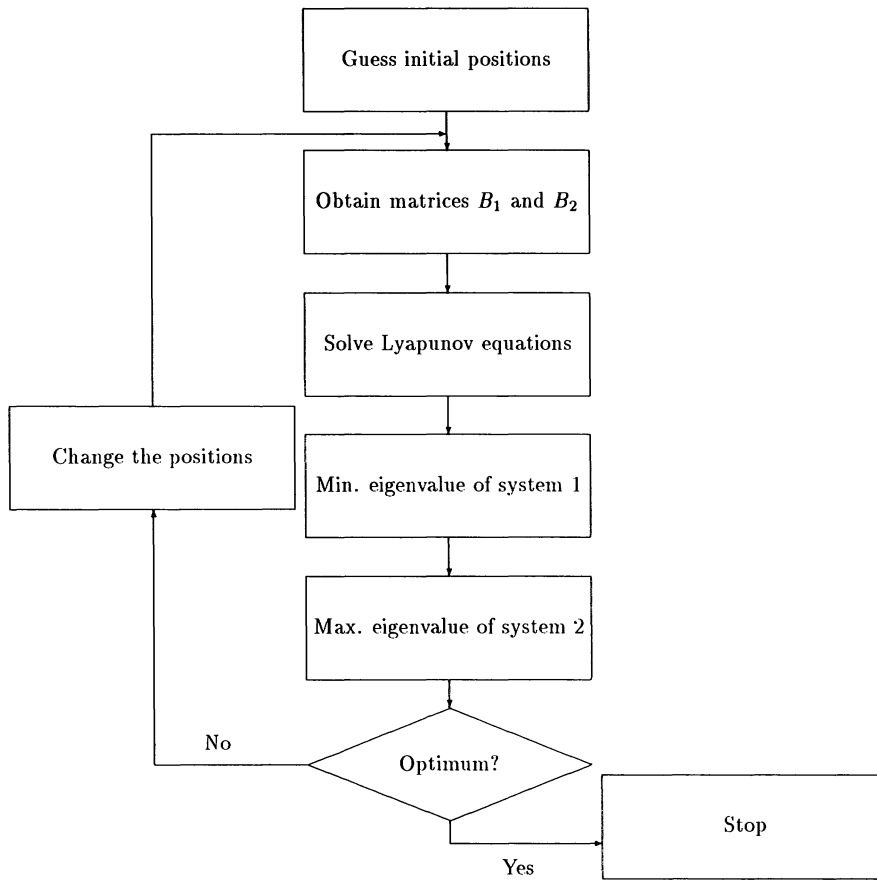 Guess initial positions
Obtain matrices B₁ and B₂
Solve Lyapunov equations
Change the positions
Min. eigenvalue of system 1
Max. eigenvalue of system 2
No
Optimum?
Stop
Yes